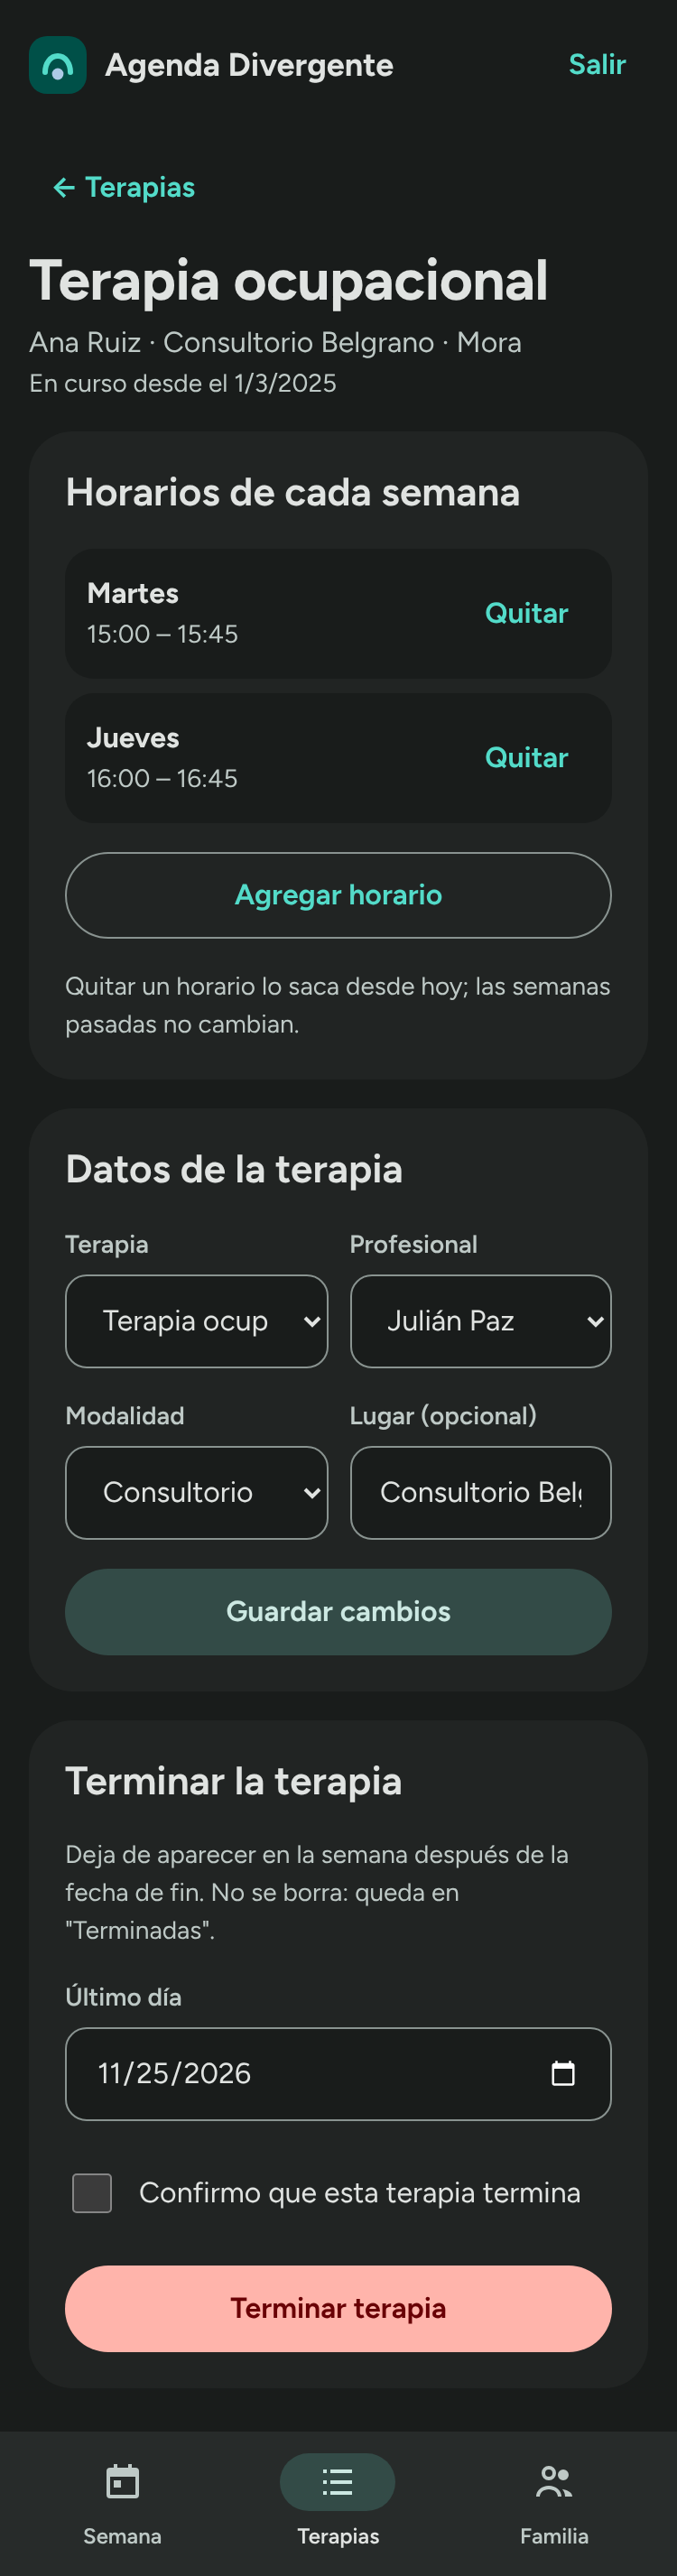 Agenda Divergente
Salir
← Terapias
Terapia ocupacional
Ana Ruiz · Consultorio Belgrano · Mora
En curso desde el 1/3/2025
Horarios de cada semana
Martes
15:00 – 15:45
Quitar
Jueves
16:00 – 16:45
Quitar
Agregar horario
Quitar un horario lo saca desde hoy; las semanas
pasadas no cambian.
Datos de la terapia
Terapia
Profesional
Terapia ocup
Julián Paz
Modalidad
Lugar (opcional)
Consultorio
Consultorio Bel
Guardar cambios
Terminar la terapia
Deja de aparecer en la semana después de la
fecha de fin. No se borra: queda en
"Terminadas".
Último día
11/25/2026
Confirmo que esta terapia termina
Terminar terapia
Semana
Terapias
Familia